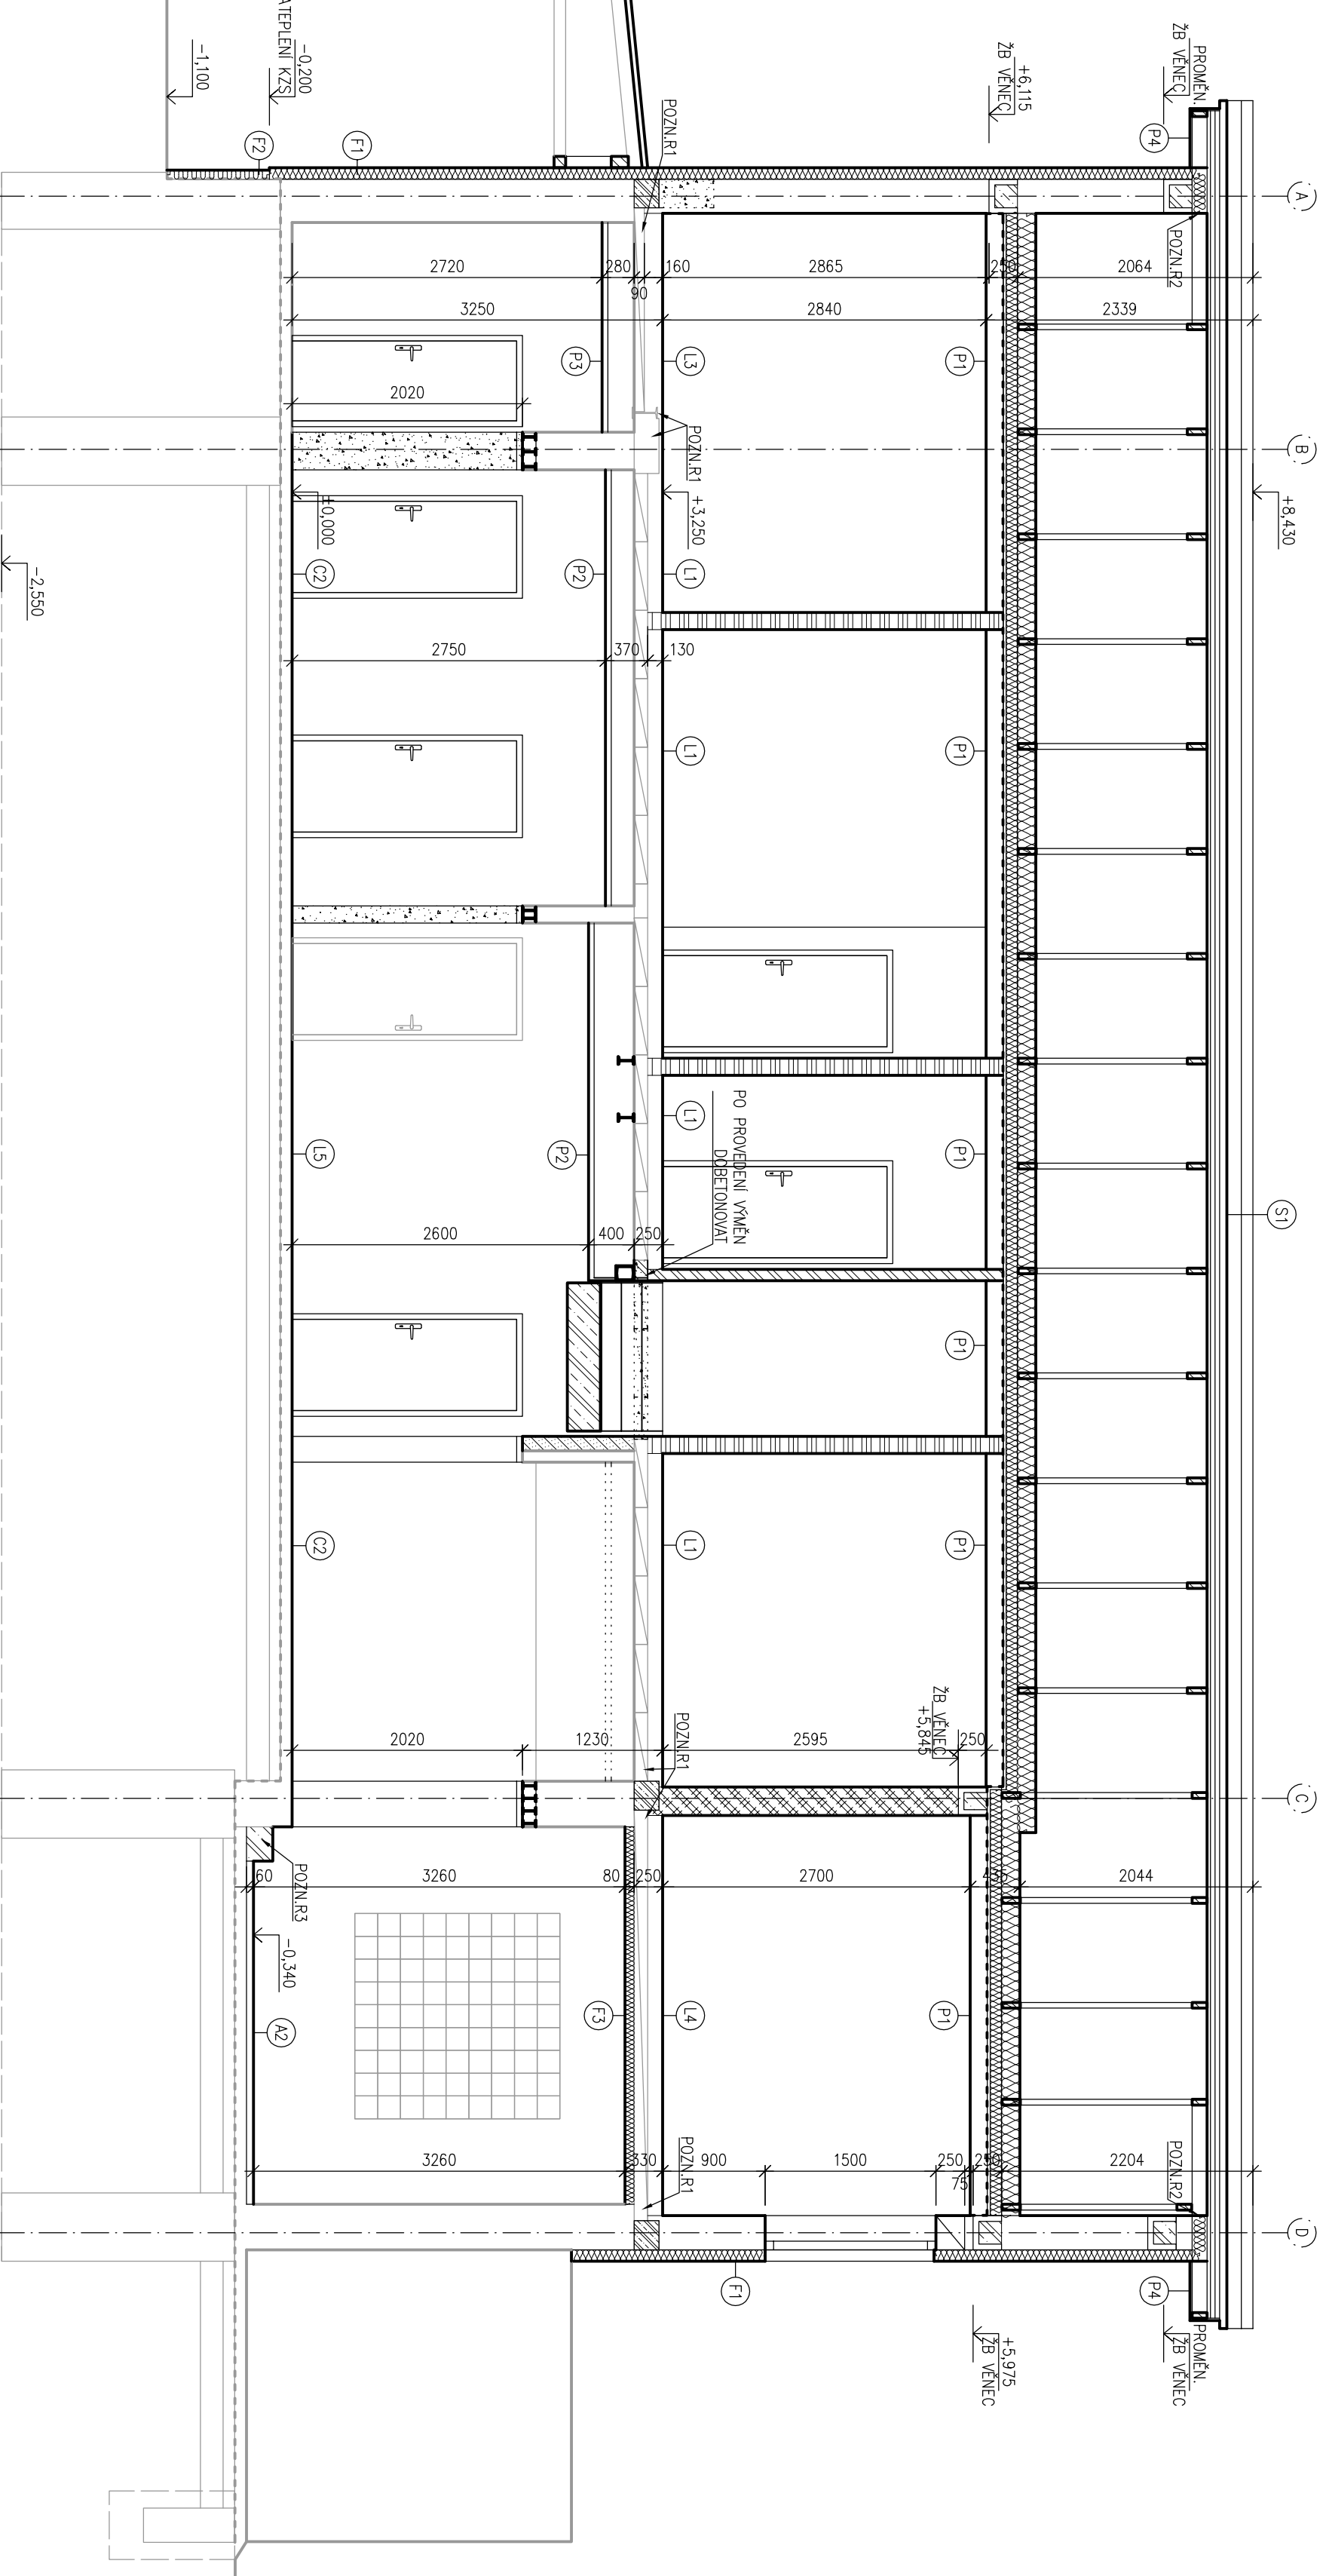 A
B
S1
C
D
+8,430
PROMĚN.
ŽB VĚNEC
P4
POZN.R2
2064
2339
2044
2204
POZN.R2
P4
PROMĚN.
ŽB VĚNEC
+6,115
ŽB VĚNEC
250
P1
P1
P1
P1
P1
P1
ŽB VĚNEC
+5,845
250
250
250
75
+5,975
ŽB VĚNEC
2865
2840
2595
2700
1500
900
F1
POZN.R1
160
90
L3
POZN.R1
+3,250
L1
130
L1
L1
PO PROVEDENÍ VÝMĚN
DOBETONOVAT
250
L1
POZN.R1
250
L4
POZN.R1
330
280
P3
P2
370
P2
400
1230
80
F3
F1
F2
2720
3250
2020
2750
2600
2020
3260
3260
-0,200
ATEPLENÍ KZS
-1,100
±0,000
C2
L5
C2
POZN.R3
60
-0,340
A2
-2,550